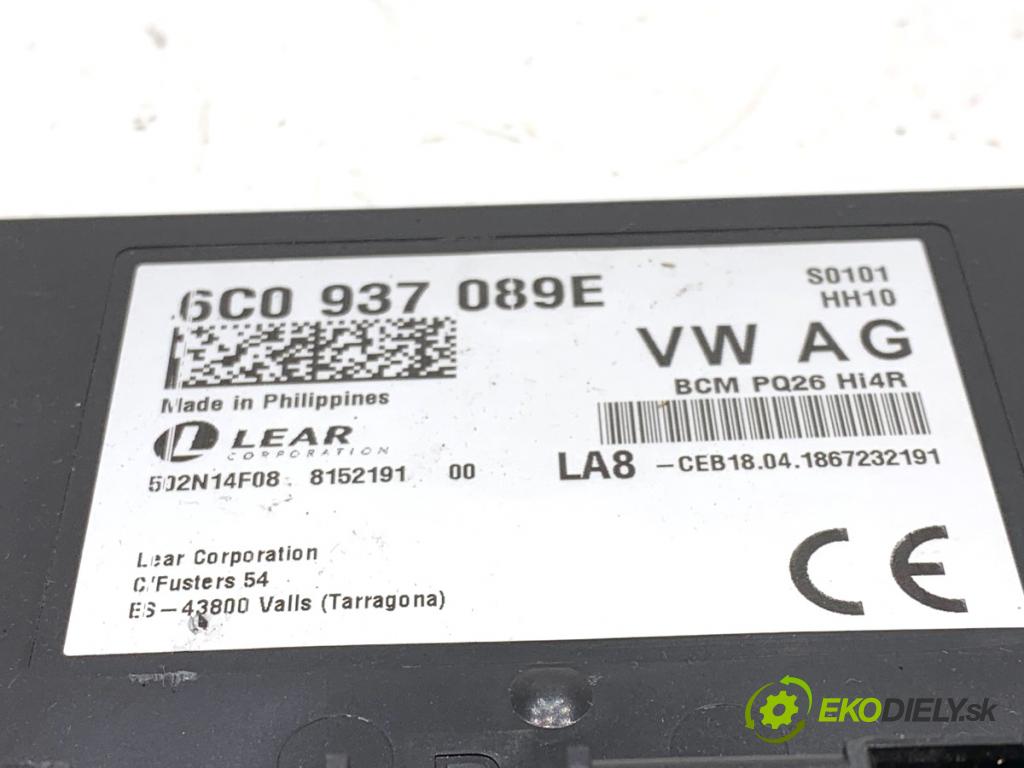 6C0 937 089E
S0101
HH10
VW AG
BCM PQ26 Hi4R
Made in Philippines
LEAR
CORPORATION
502N14F08 8152191 00
LA8 -CEB18.04.1867232191
Lear Corporation
C/Fusters 54
ES-43800 Valls (Tarragona)
CE
EKODIELY.sk